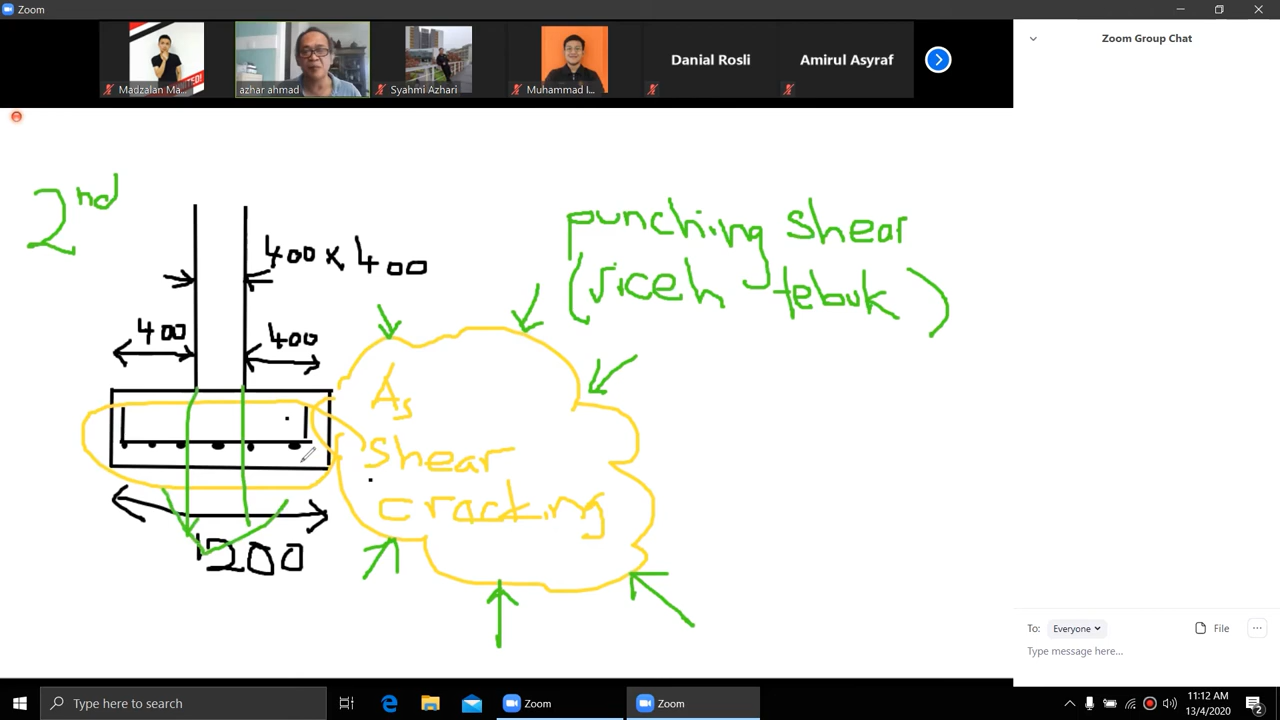 Zoom
Madzalan Ma...
azhar ahmad
Syahmi Azhari
Muhammad I...
Danial Rosli
Amirul Asyraf
Zoom Group Chat
2nd
punching shear
(riceh tebuk)
400 x 400
400
400
As
shear
cracking
1200
To: Everyone
File
Type message here...
Type here to search
Zoom
Zoom
11:12 AM
13/4/2020
2